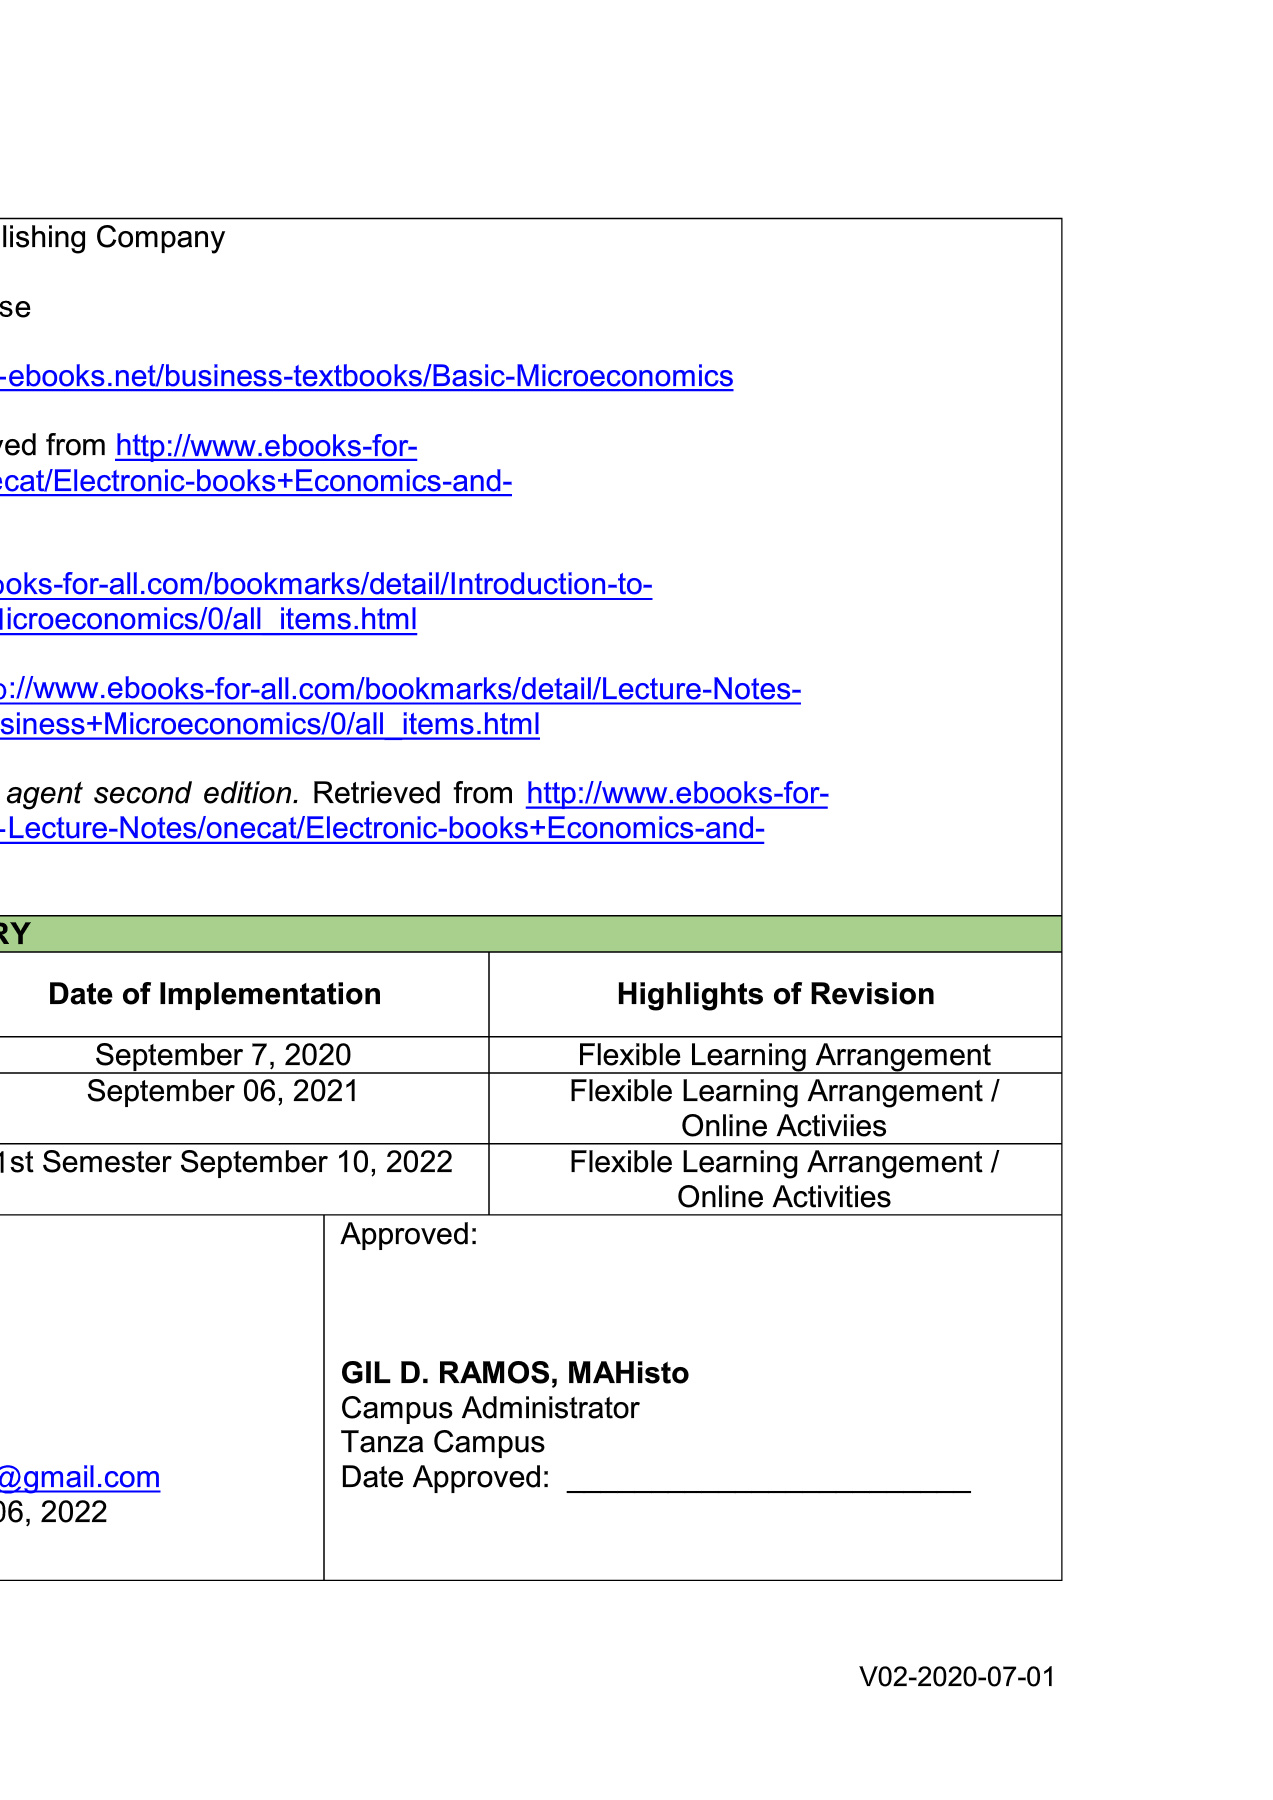 lishing Company
se
-ebooks.net/business-textbooks/Basic-Microeconomics
ved from http://www.ebooks-for-
ecat/Electronic-books+Economics-and-
ooks-for-all.com/bookmarks/detail/Introduction-to-
Microeconomics/0/all_items.html
p://www.ebooks-for-all.com/bookmarks/detail/Lecture-Notes-
siness+Microeconomics/0/all_items.html
agent second edition. Retrieved from http://www.ebooks-for-
-Lecture-Notes/onecat/Electronic-books+Economics-and-
RY
Date of Implementation Highlights of Revision
September 7, 2020 Flexible Learning Arrangement
September 06, 2021 Flexible Learning Arrangement /
Online Activiies
1st Semester September 10, 2022 Flexible Learning Arrangement /
Online Activities
Approved:
GIL D. RAMOS, MAHisto
Campus Administrator
Tanza Campus
@gmail.com Date Approved: ________________________
06, 2022
V02-2020-07-01